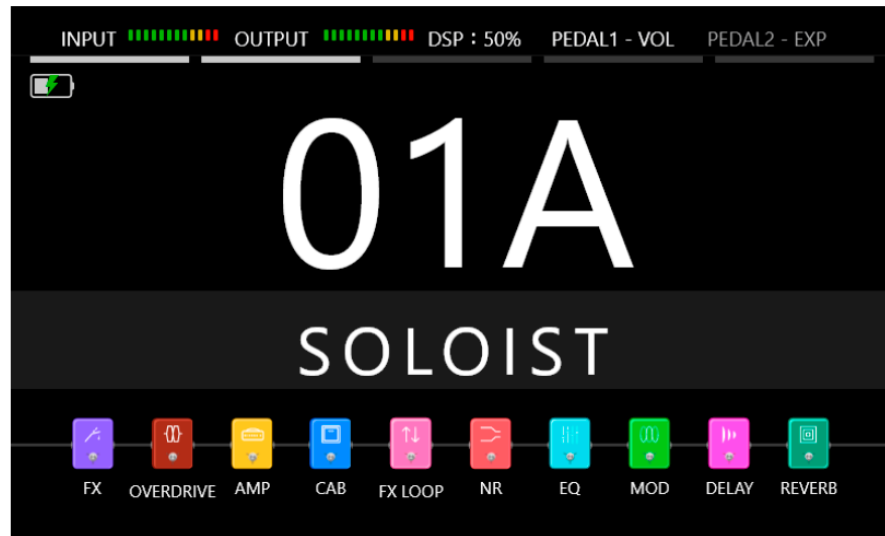 INPUT OUTPUT DSP : 50% PEDAL1 - VOL PEDAL2 - EXP
01A
SOLOIST
FX OVERDRIVE AMP CAB FX LOOP NR EQ MOD DELAY REVERB